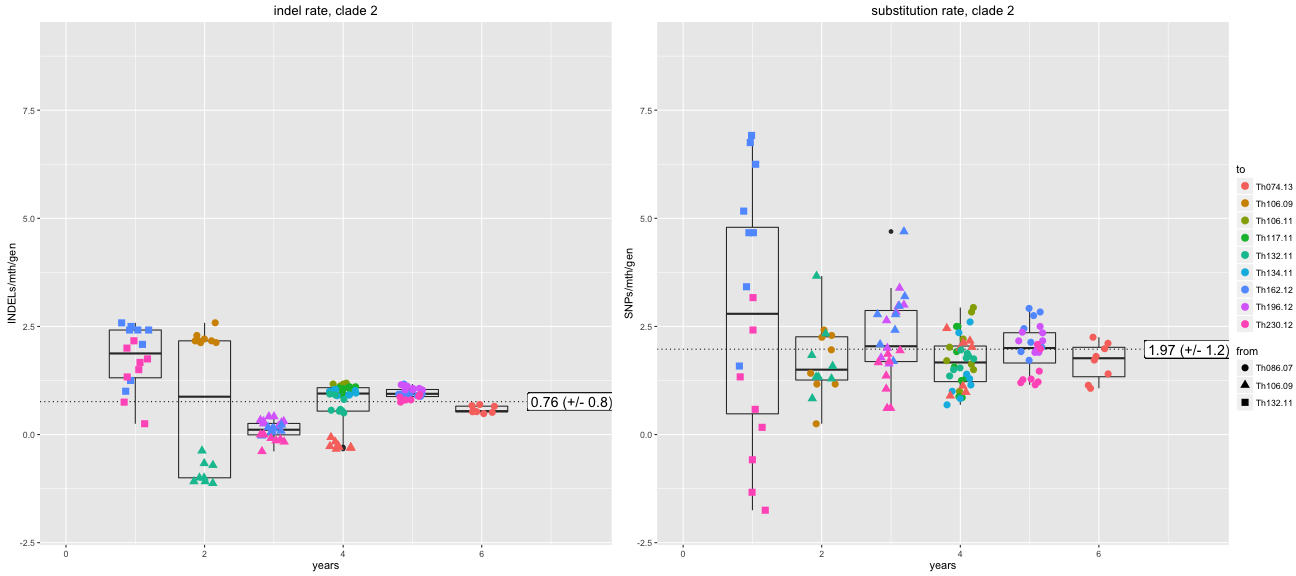 indel rate, clade 2
INDELs/mth/gen
7.5
5.0
2.5
0.0
-2.5
0.76 (+/- 0.8)
0
2
4
6
years
substitution rate, clade 2
SNPs/mth/gen
7.5
5.0
2.5
0.0
-2.5
1.97 (+/- 1.2)
0
2
4
6
years
to
Th074.13
Th106.09
Th106.11
Th117.11
Th132.11
Th134.11
Th162.12
Th196.12
Th230.12
from
Th086.07
Th106.09
Th132.11